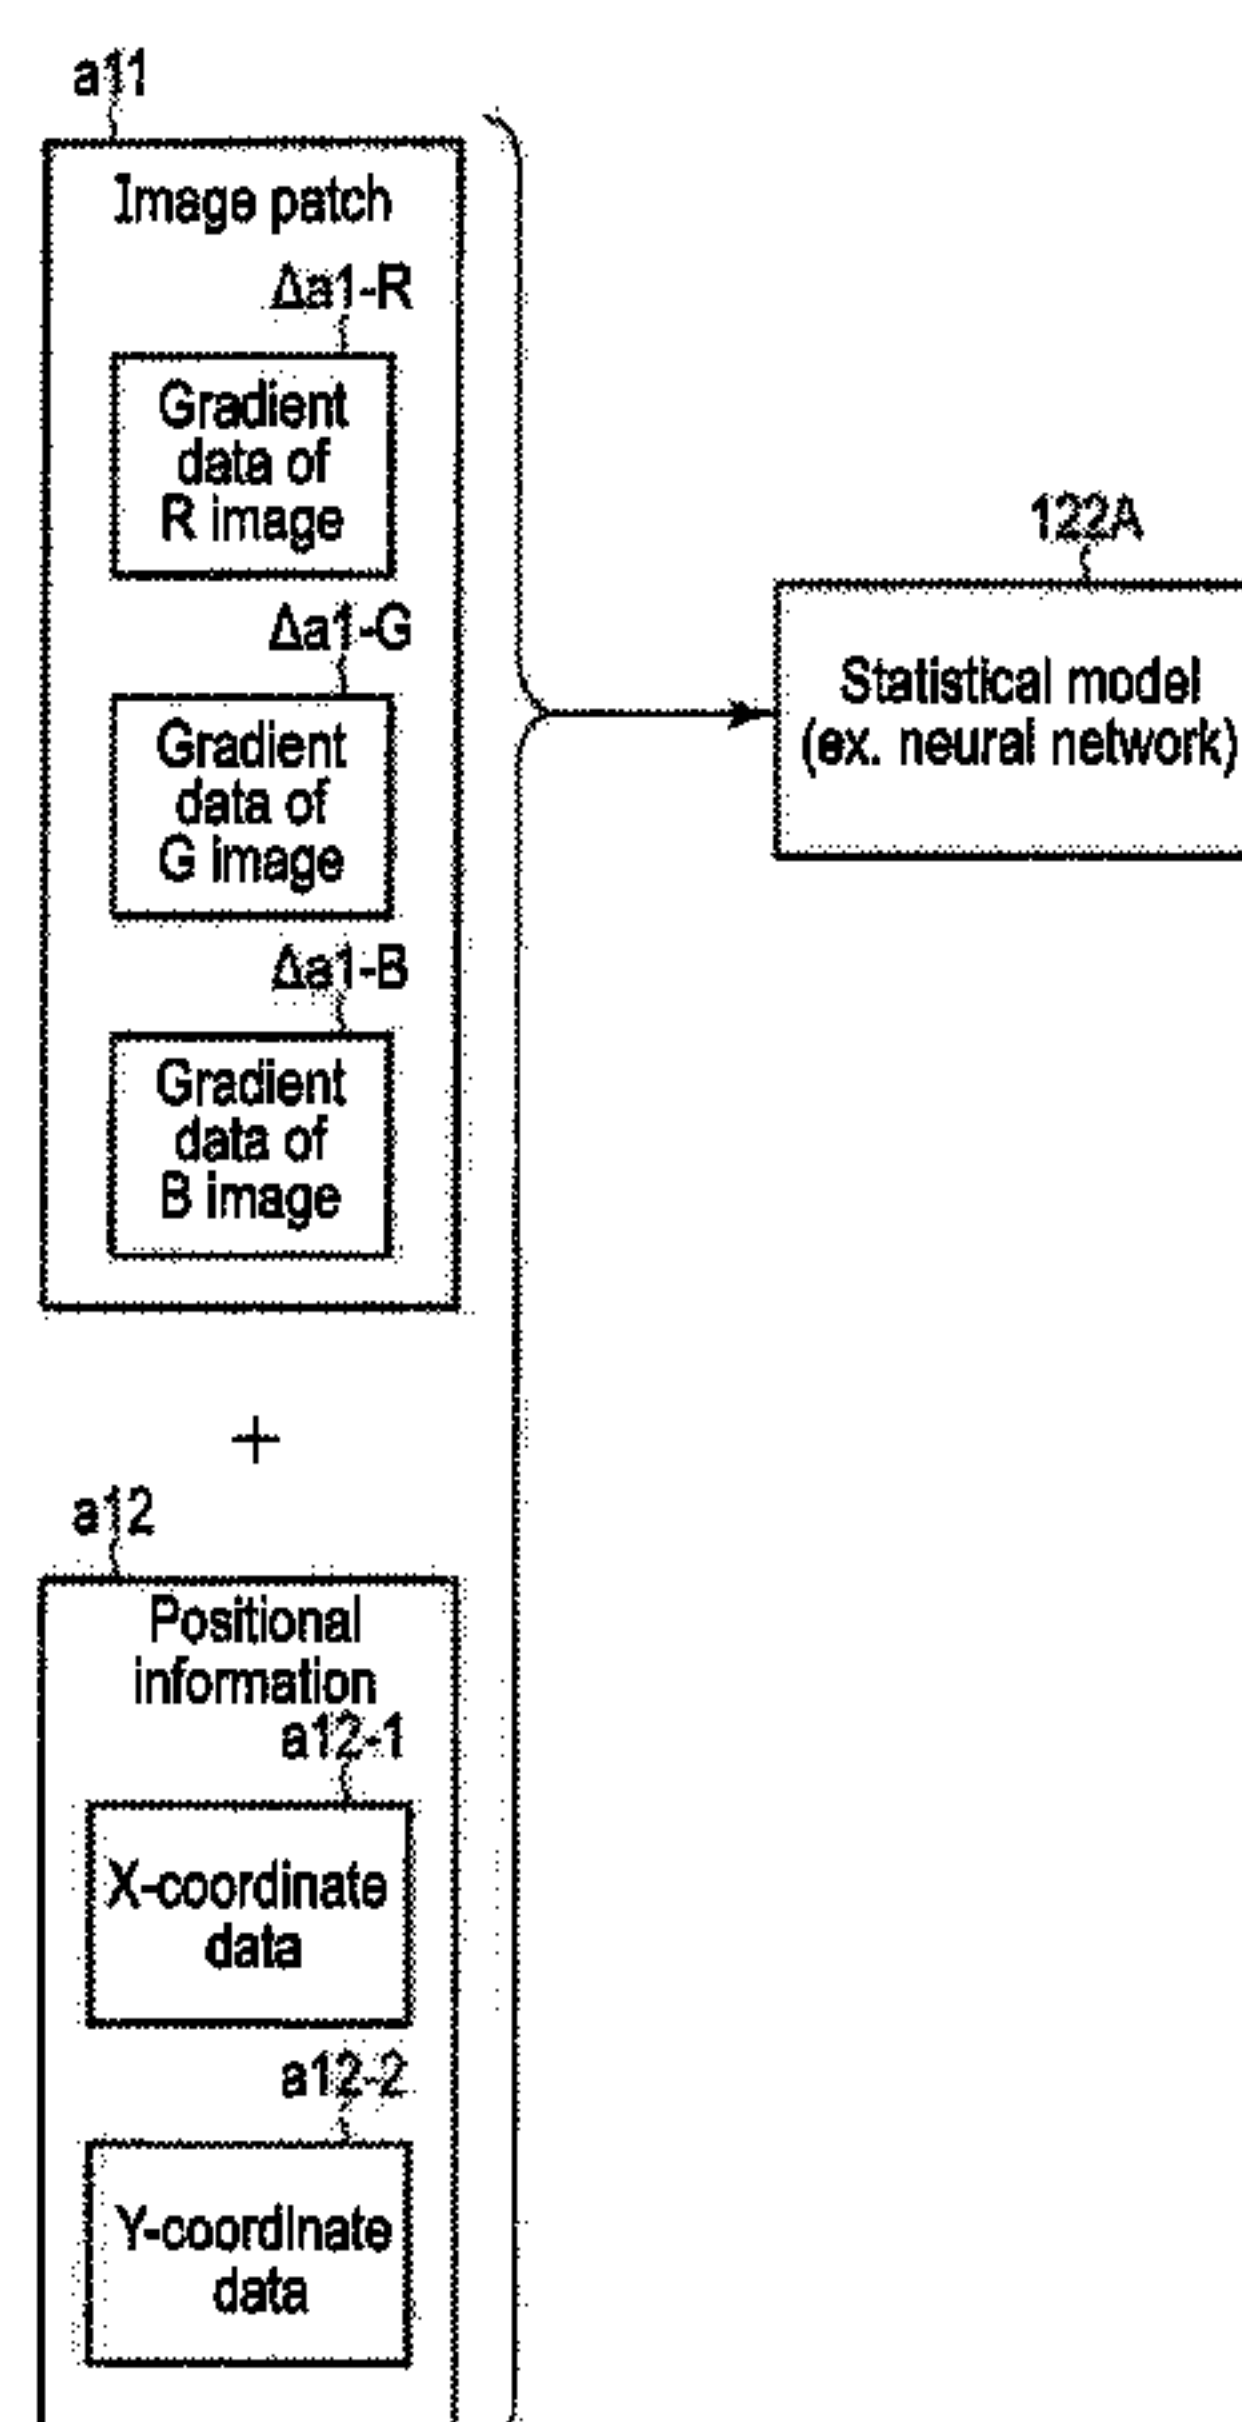 a11
Image patch
Δa1-R
Gradient
data of
R image
Δa1-G
Gradient
data of
G image
Δa1-B
Gradient
data of
B image
+
a12
Positional
information
a12-1
X-coordinate
data
a12-2
Y-coordinate
data
122A
Statistical model
(ex. neural network)